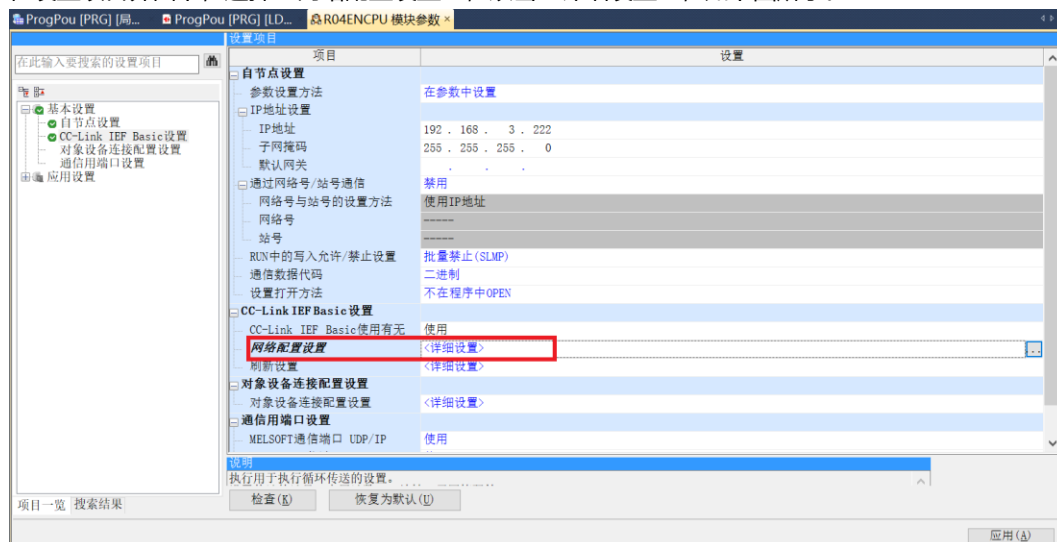 ProgPou [PRG] [局...
ProgPou [PRG] [LD...
R04ENCPU 模块参数
设置项目
在此输入要搜索的设置项目
基本设置
自节点设置
CC-Link IEF Basic设置
对象设备连接配置设置
通信用端口设置
应用设置
项目 设置
自节点设置
参数设置方法 在参数中设置
IP地址设置
IP地址 192 . 168 . 3 . 222
子网掩码 255 . 255 . 255 . 0
默认网关 . . .
通过网络号/站号通信 禁用
网络号与站号的设置方法 使用IP地址
网络号 -----
站号 -----
RUN中的写入允许/禁止设置 批量禁止(SLMP)
通信数据代码 二进制
设置打开方法 不在程序中OPEN
CC-Link IEF Basic设置
CC-Link IEF Basic使用有无 使用
网络配置设置 <详细设置>
刷新设置 <详细设置>
对象设备连接配置设置
对象设备连接配置设置 <详细设置>
通信用端口设置
MELSOFT通信端口 UDP/IP 使用
说明
执行用于执行循环传送的设置。
项目一览 搜索结果
检查(K) 恢复为默认(U)
应用(A)